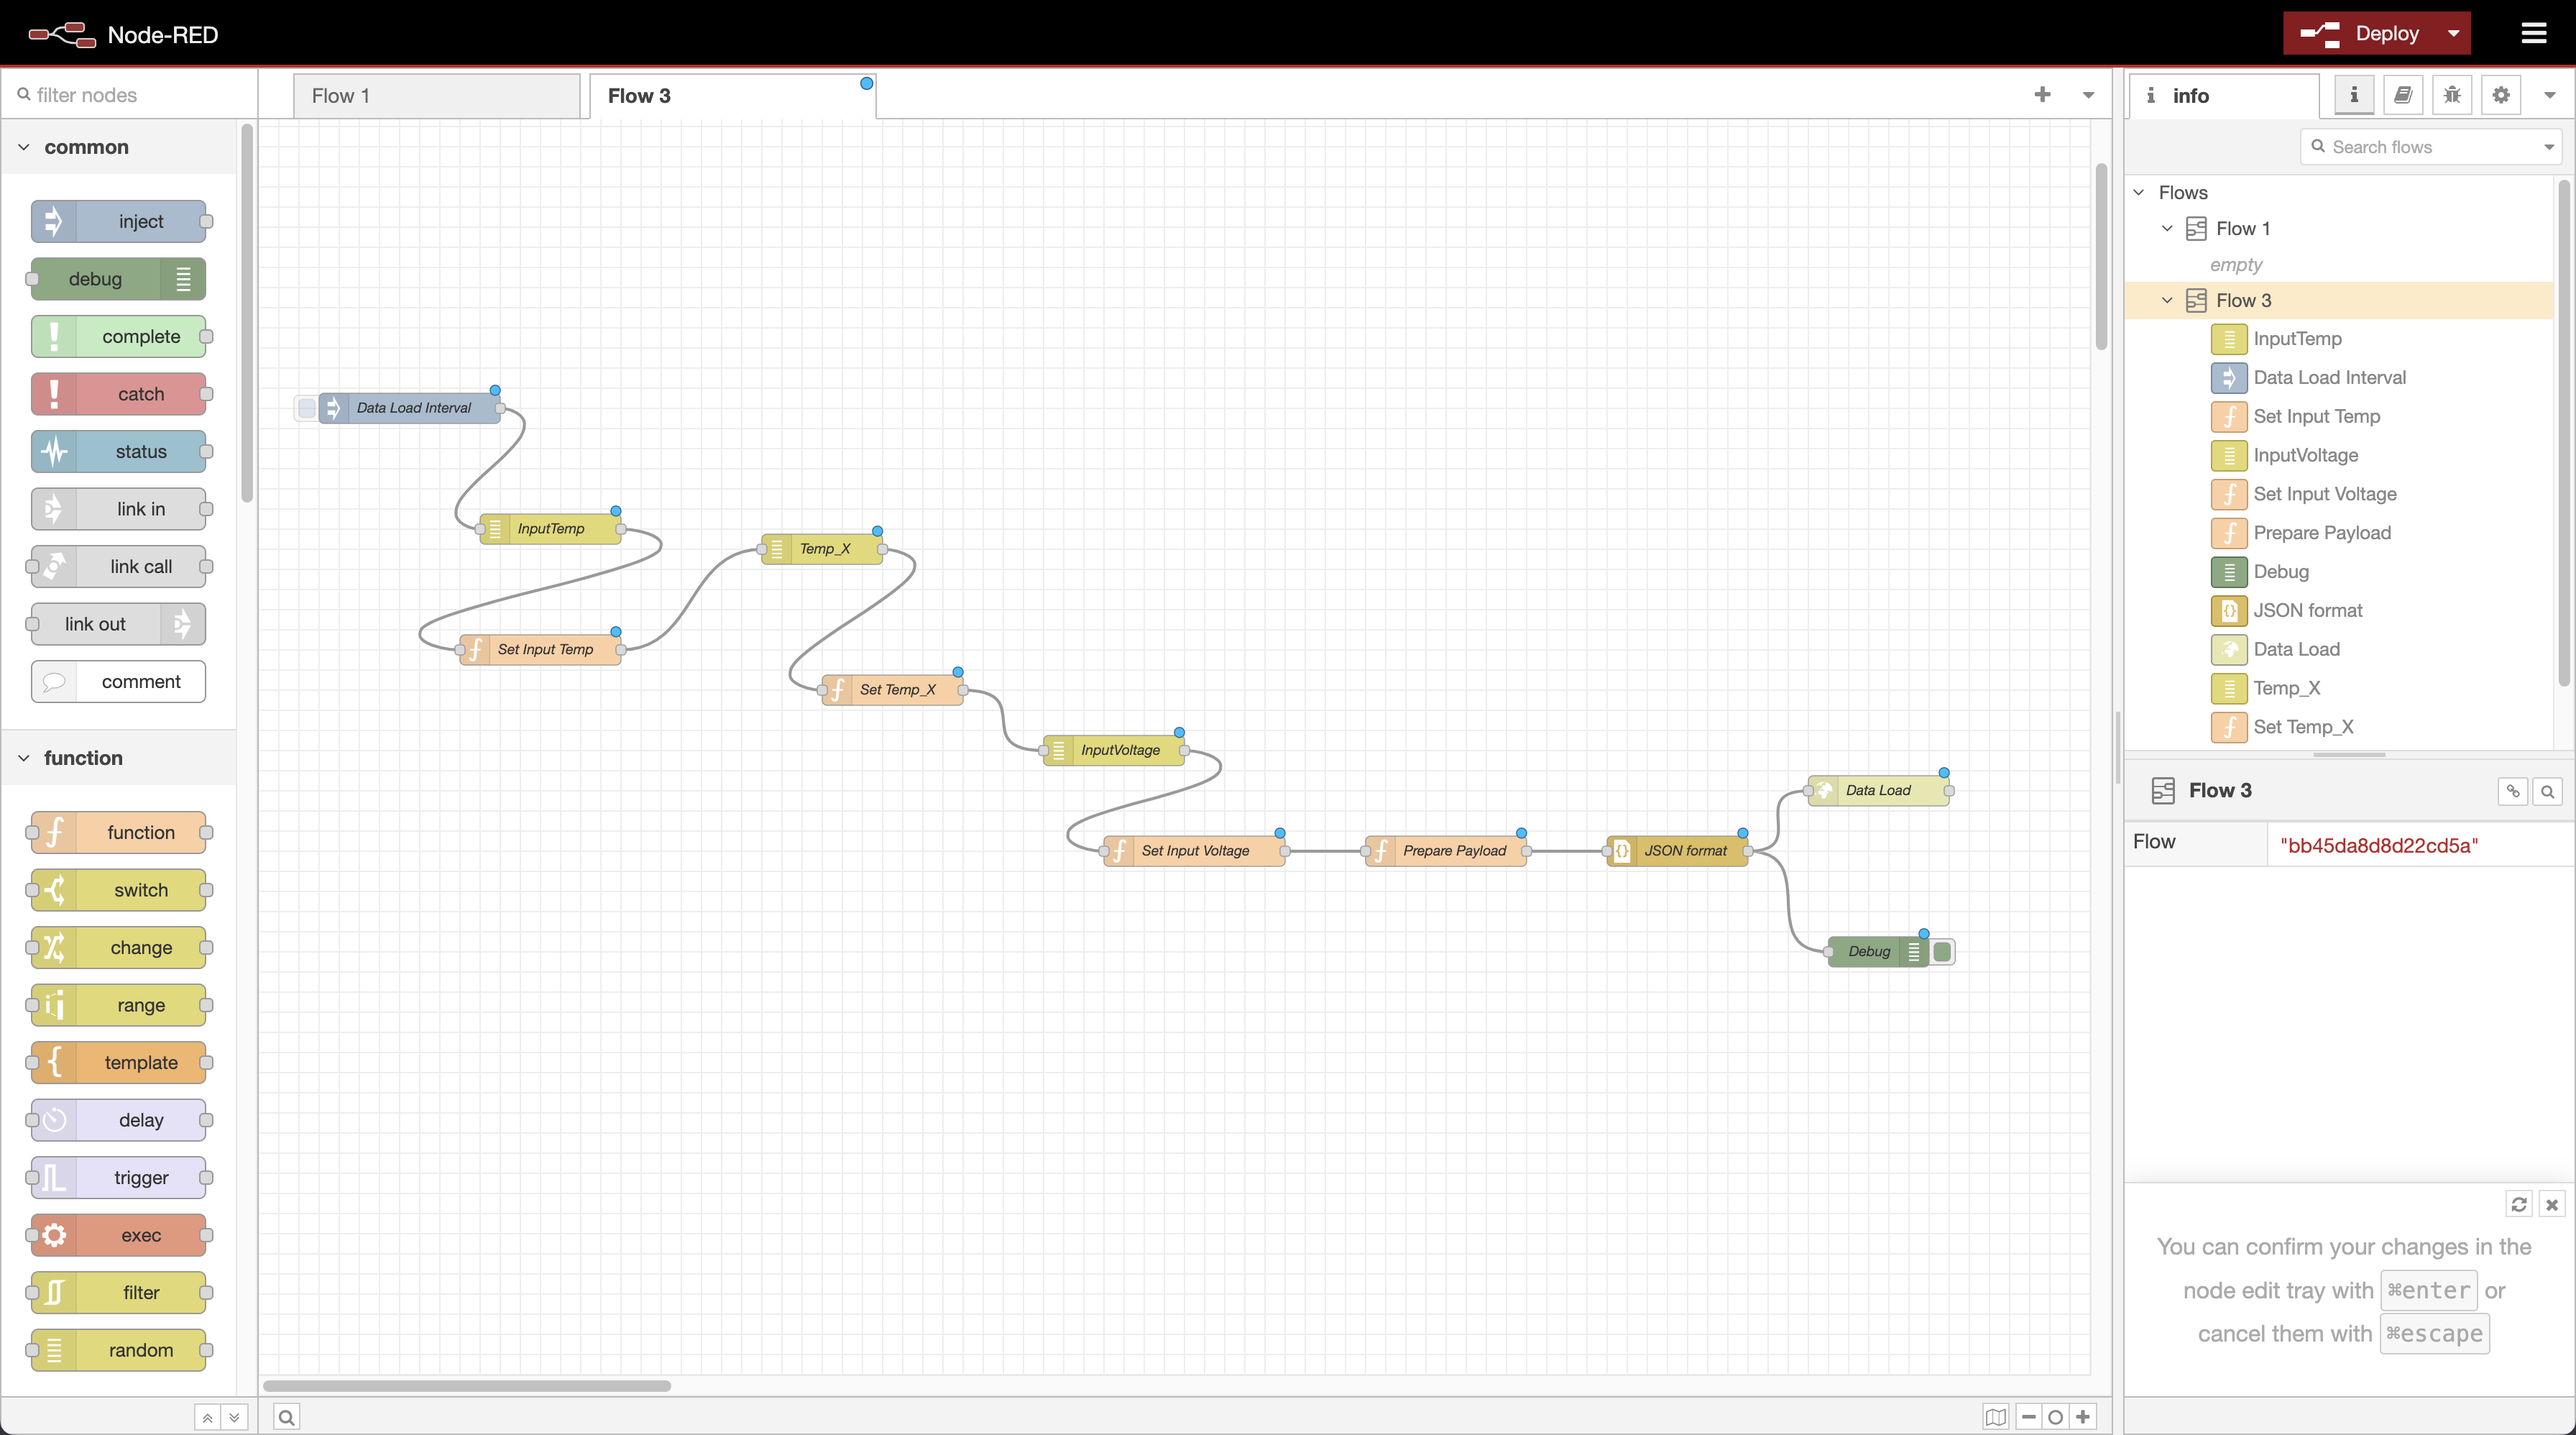 Node-RED
Deploy
filter nodes
Flow 1
Flow 3
info
common
inject
debug
complete
catch
status
link in
link call
link out
comment
function
function
switch
change
range
template
delay
trigger
exec
filter
random
Data Load Interval
InputTemp
Temp_X
Set Input Temp
Set Temp_X
InputVoltage
Data Load
Set Input Voltage
Prepare Payload
JSON format
Debug
Search flows
Flows
Flow 1
empty
Flow 3
InputTemp
Data Load Interval
Set Input Temp
InputVoltage
Set Input Voltage
Prepare Payload
Debug
JSON format
Data Load
Temp_X
Set Temp_X
Flow 3
Flow "bb45da8d8d22cd5a"
You can confirm your changes in the
node edit tray with ⌘enter or
cancel them with ⌘escape